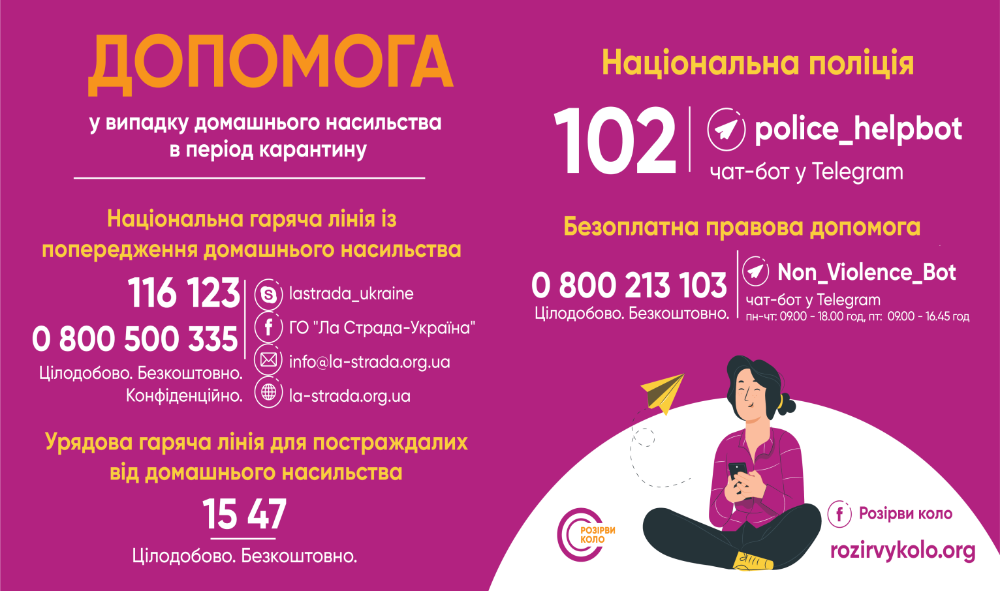 ДОПОМОГА
у випадку домашнього насильства
в період карантину
Національна гаряча лінія із
попередження домашнього насильства
116 123
0 800 500 335
Цілодобово. Безкоштовно.
Конфіденційно.
lastrada_ukraine
ГО "Ла Страда-Україна"
info@la-strada.org.ua
la-strada.org.ua
Урядова гаряча лінія для постраждалих
від домашнього насильства
15 47
Цілодобово. Безкоштовно.
Національна поліція
102
police_helpbot
чат-бот у Telegram
Безоплатна правова допомога
0 800 213 103
Цілодобово. Безкоштовно.
Non_Violence_Bot
чат-бот у Telegram
пн-чт: 09.00 - 18.00 год, пт: 09.00 - 16.45 год
РОЗІРВИ
КОЛО
Розірви коло
rozirvykolo.org